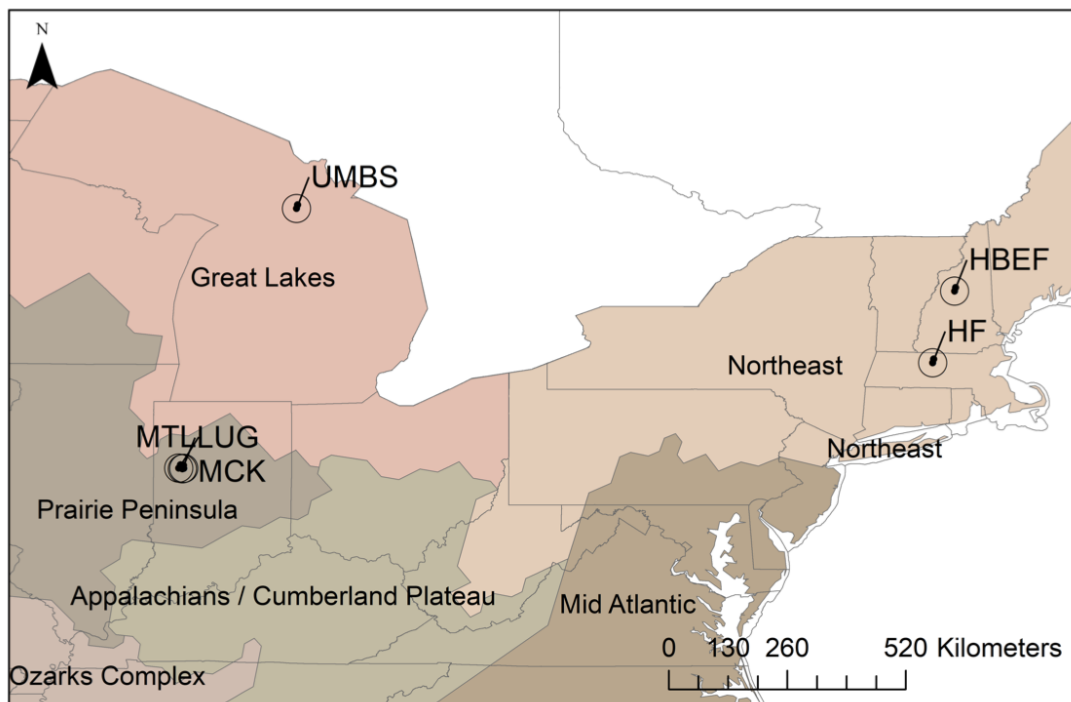 N
UMBS
Great Lakes
HBEF
HF
Northeast
MTLLUG
MCK
Northeast
Prairie Peninsula
Appalachians / Cumberland Plateau
Mid Atlantic
0 130 260 520 Kilometers
Ozarks Complex